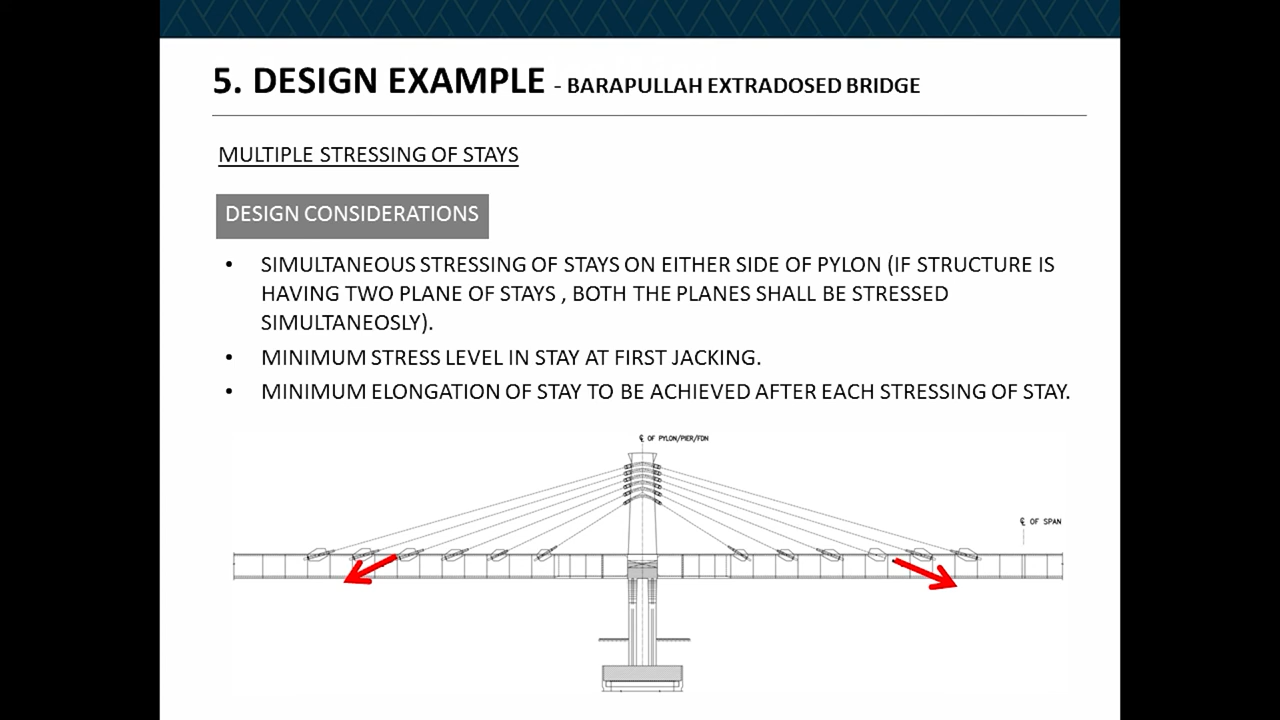 5. DESIGN EXAMPLE - BARAPULLAH EXTRADOSED BRIDGE
MULTIPLE STRESSING OF STAYS
DESIGN CONSIDERATIONS
• SIMULTANEOUS STRESSING OF STAYS ON EITHER SIDE OF PYLON (IF STRUCTURE IS
HAVING TWO PLANE OF STAYS , BOTH THE PLANES SHALL BE STRESSED
SIMULTANEOSLY).
• MINIMUM STRESS LEVEL IN STAY AT FIRST JACKING.
• MINIMUM ELONGATION OF STAY TO BE ACHIEVED AFTER EACH STRESSING OF STAY.
℄ OF PYLON/PIER/FDN
℄ OF SPAN